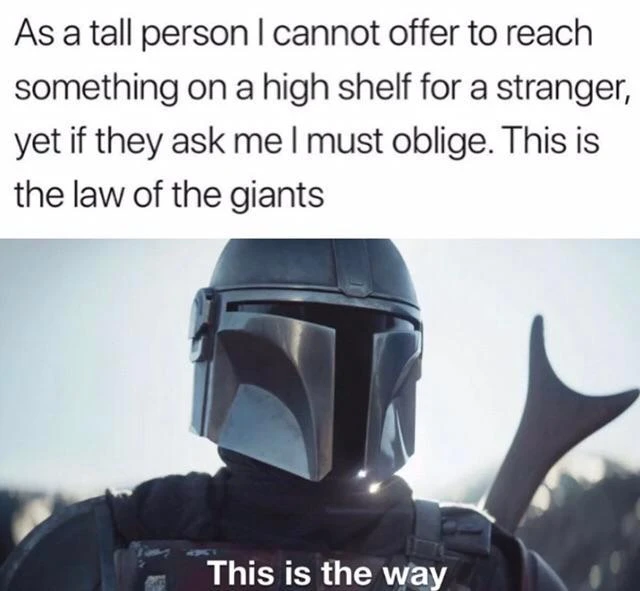 As a tall person I cannot offer to reach
something on a high shelf for a stranger,
yet if they ask me I must oblige. This is
the law of the giants
This is the way